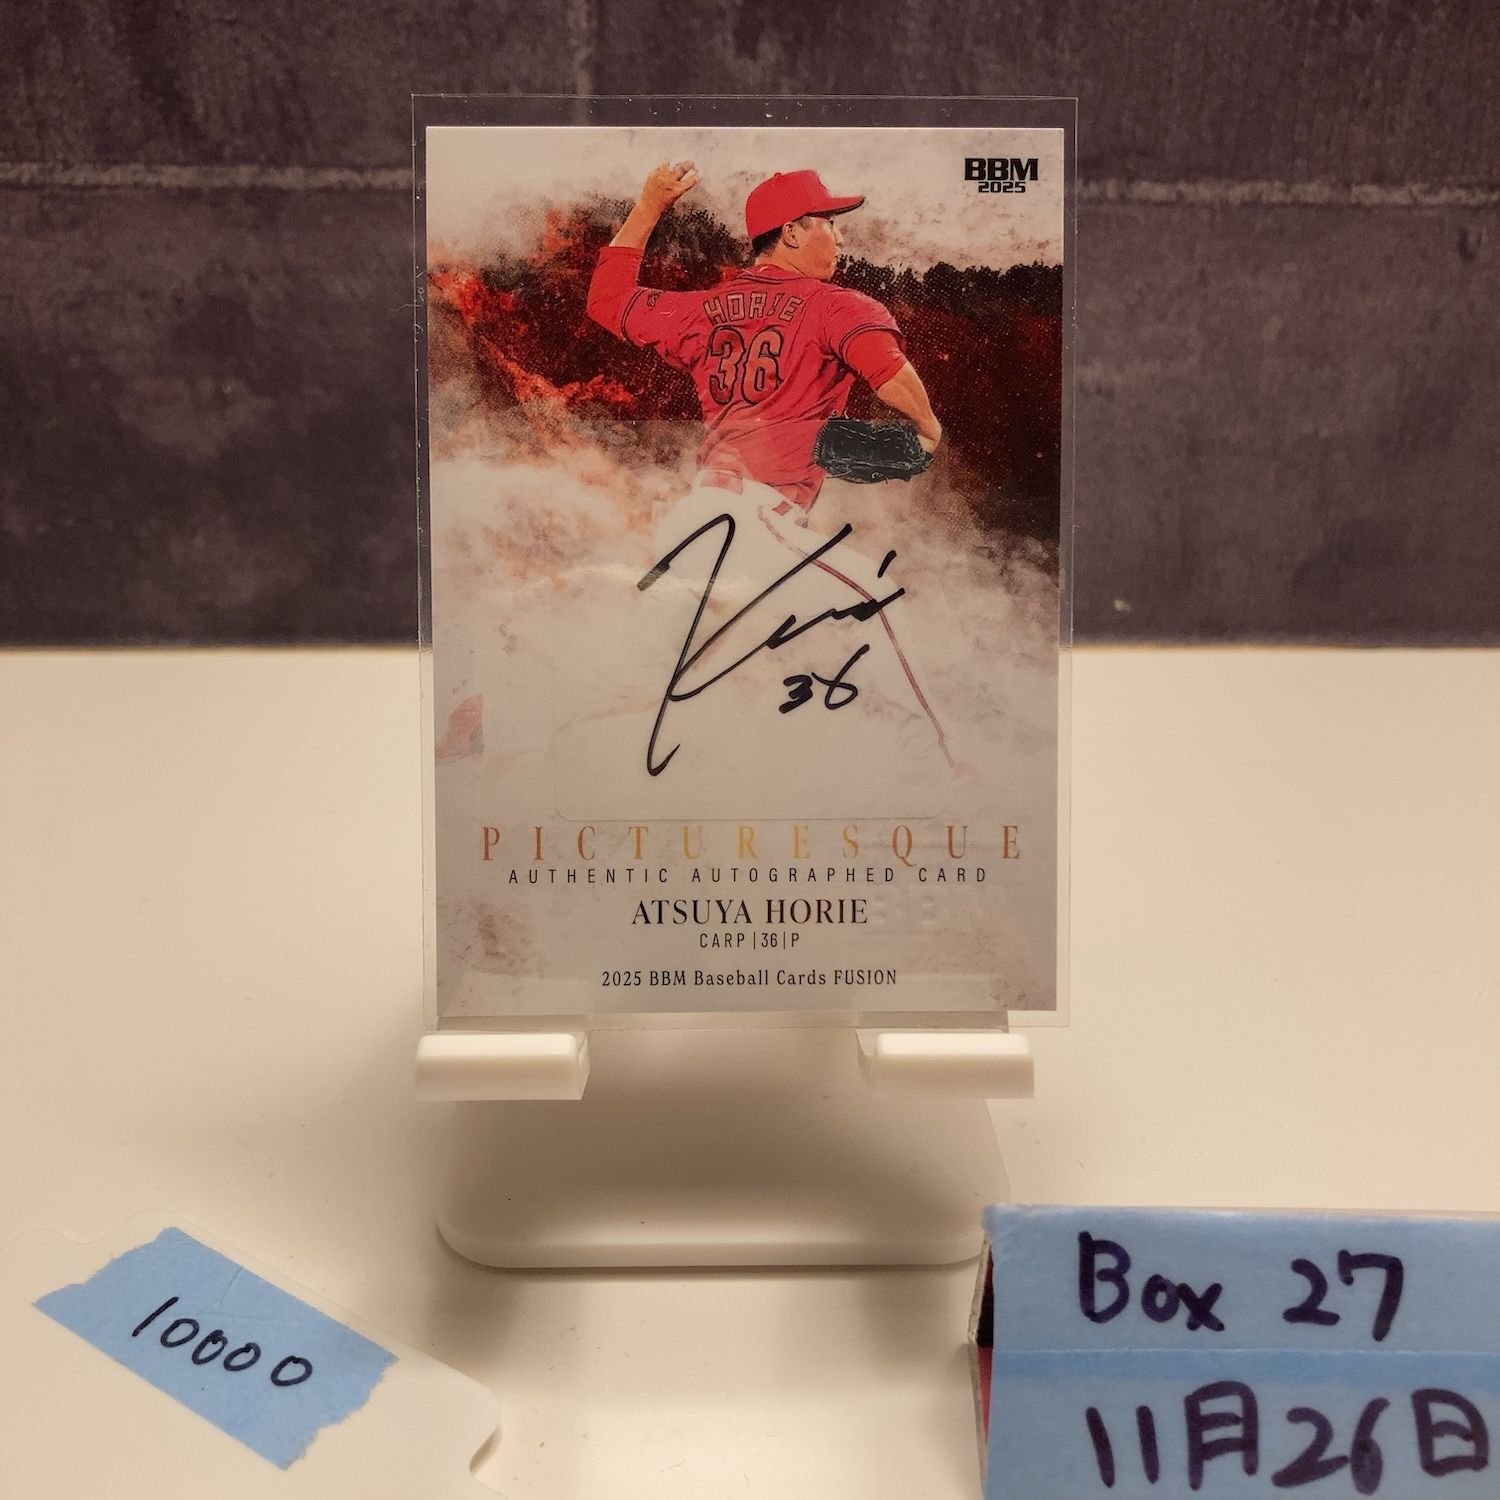 BBM
2025
HORIE
36
36
PICTURESQUE
AUTHENTIC AUTOGRAPHED CARD
ATSUYA HORIE
CARP|36|P
2025 BBM Baseball Cards FUSION
10000
Box 27
11月26日